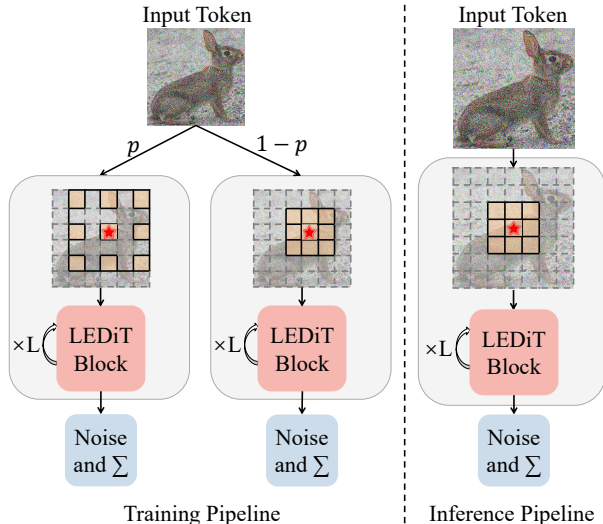 Input Token
Input Token
p
1 − p
×L
LEDiT
Block
×L
LEDiT
Block
×L
LEDiT
Block
Noise
and ∑
Noise
and ∑
Noise
and ∑
Training Pipeline
Inference Pipeline